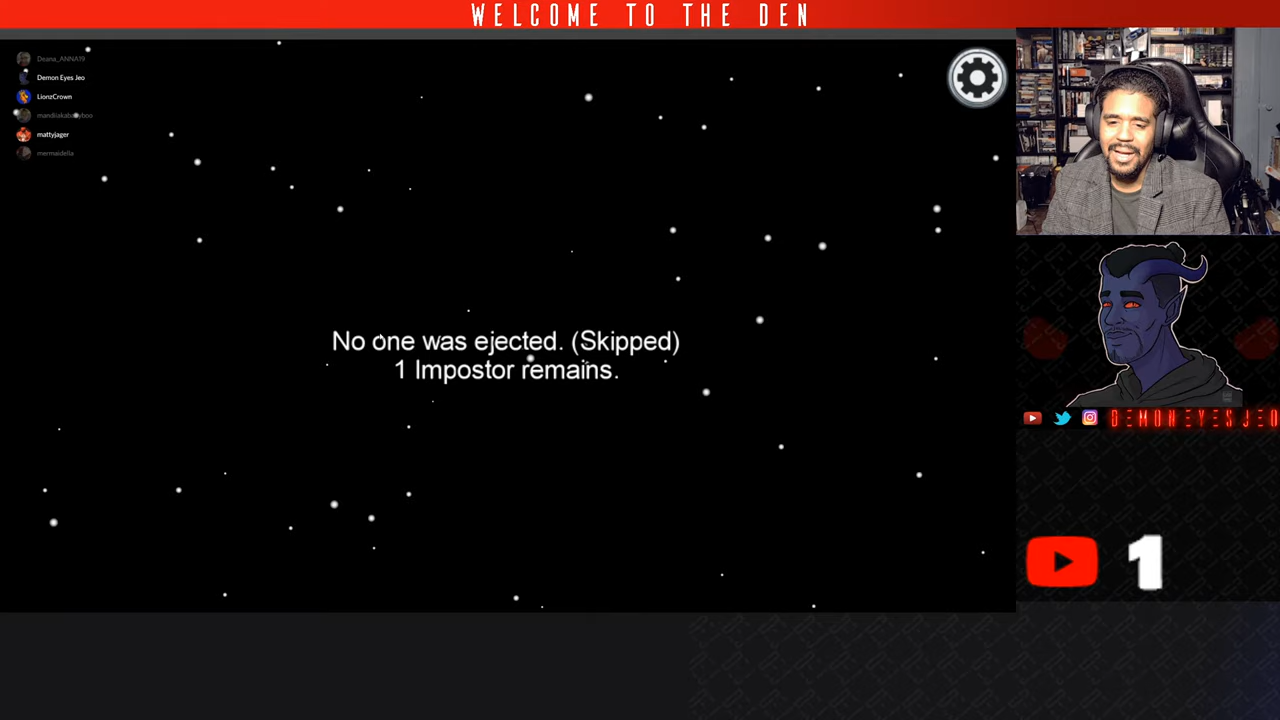 WELCOME TO THE DEN
Deana_ANNA19
Demon Eyes Jeo
LionzCrown
mattyjager
mermaidella
No one was ejected. (Skipped)
1 Impostor remains.
DEMONEYESJEO
1